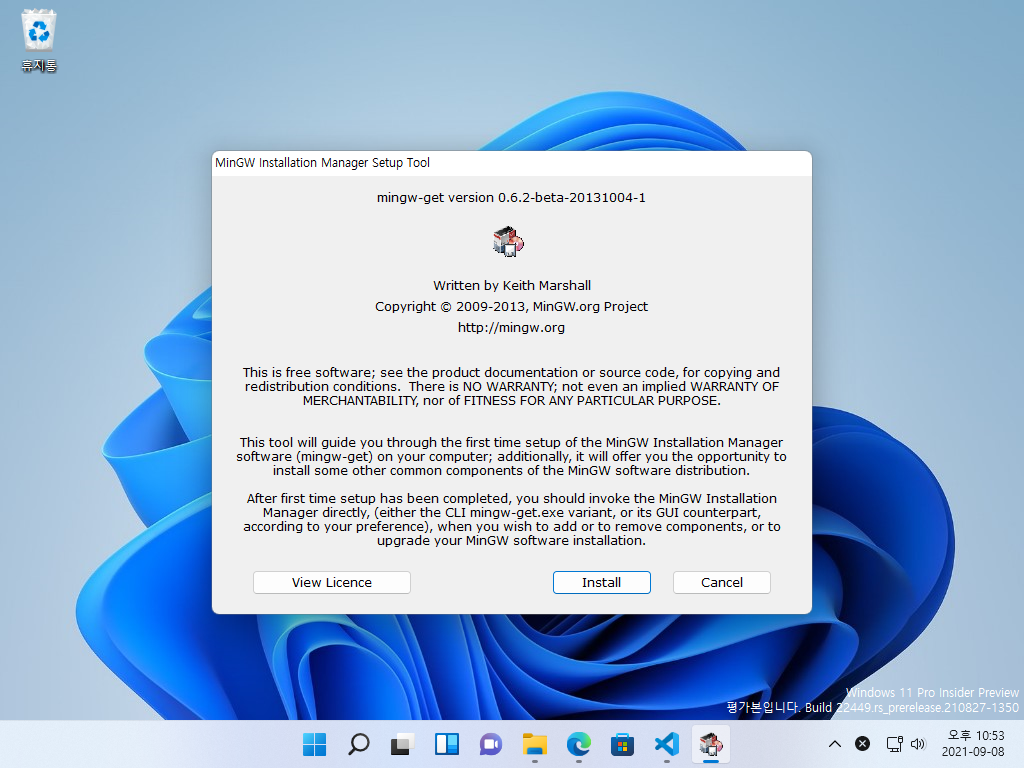 휴지통
MinGW Installation Manager Setup Tool
mingw-get version 0.6.2-beta-20131004-1
Written by Keith Marshall
Copyright © 2009-2013, MinGW.org Project
http://mingw.org
This is free software; see the product documentation or source code, for copying and
redistribution conditions.  There is NO WARRANTY; not even an implied WARRANTY OF
MERCHANTABILITY, nor of FITNESS FOR ANY PARTICULAR PURPOSE.
This tool will guide you through the first time setup of the MinGW Installation Manager
software (mingw-get) on your computer; additionally, it will offer you the opportunity to
install some other common components of the MinGW software distribution.
After first time setup has been completed, you should invoke the MinGW Installation
Manager directly, (either the CLI mingw-get.exe variant, or its GUI counterpart,
according to your preference), when you wish to add or to remove components, or to
upgrade your MinGW software installation.
View Licence
Install
Cancel
Windows 11 Pro Insider Preview
평가본입니다. Build 22449.rs_prerelease.210827-1350
오후 10:53
2021-09-08